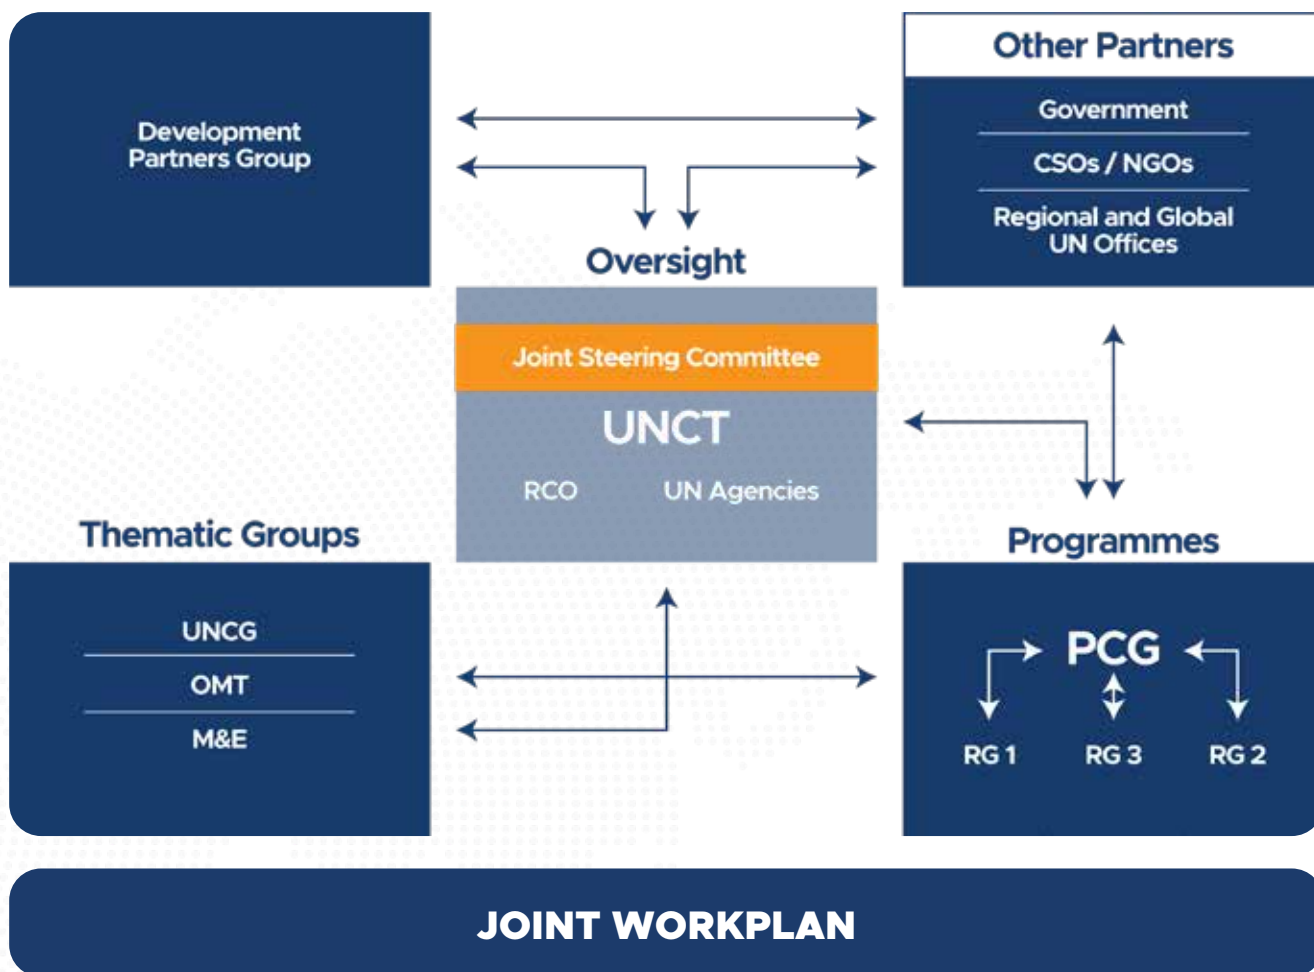 Development
Partners Group
Other Partners
Government
CSOs / NGOs
Regional and Global
UN Offices
Oversight
Joint Steering Committee
UNCT
RCO UN Agencies
Thematic Groups
UNCG
OMT
M&E
Programmes
PCG
RG 1 RG 3 RG 2
JOINT WORKPLAN